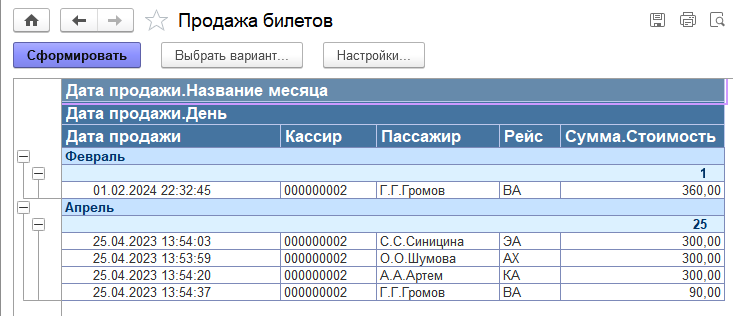 Продажа билетов
Сформировать Выбрать вариант... Настройки...
Дата продажи.Название месяца
Дата продажи.День
Дата продажи Кассир Пассажир Рейс Сумма.Стоимость
Февраль
1
01.02.2024 22:32:45 000000002 Г.Г.Громов ВА 360,00
Апрель
25
25.04.2023 13:54:03 000000002 С.С.Синицина ЭА 300,00
25.04.2023 13:53:59 000000002 О.О.Шумова АХ 300,00
25.04.2023 13:54:20 000000002 А.А.Артем КА 300,00
25.04.2023 13:54:37 000000002 Г.Г.Громов ВА 90,00